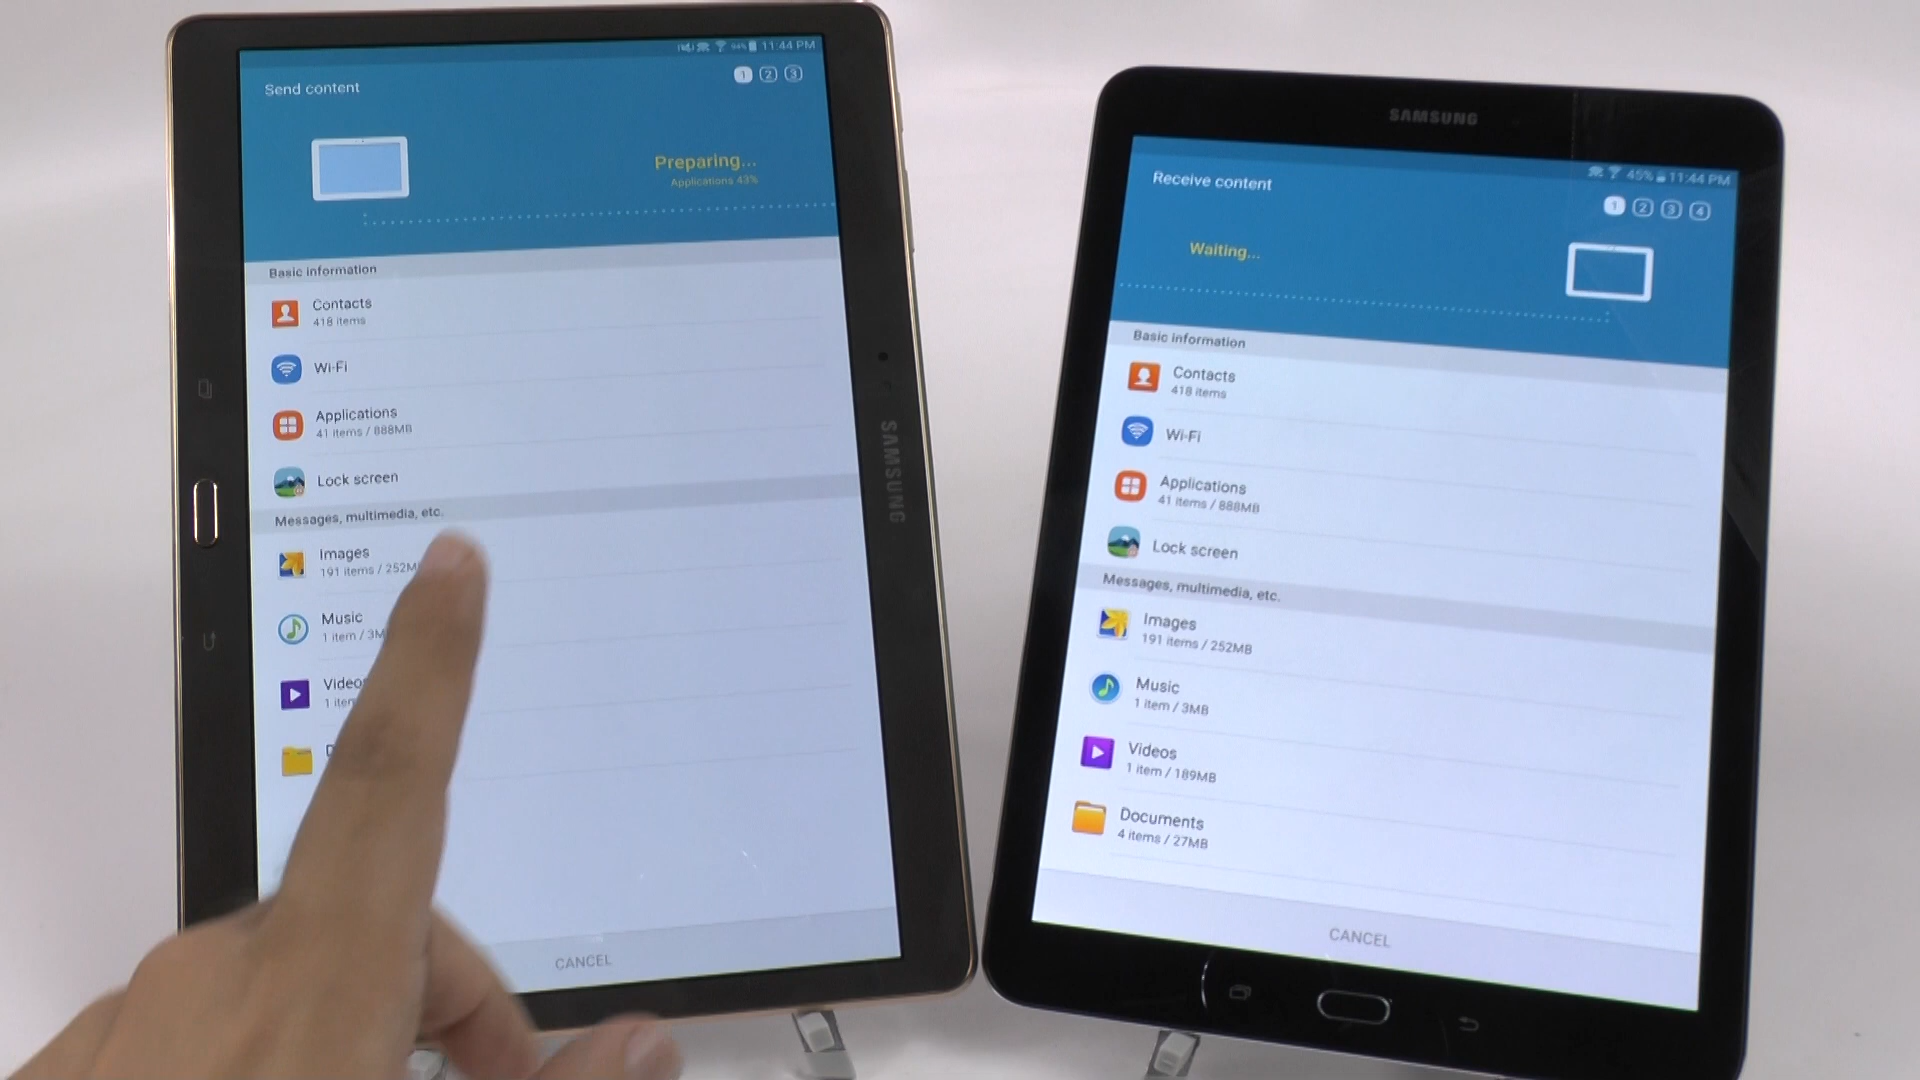 94% 11:44 PM
Send content
1 2 3
Preparing...
Applications 43%
Basic information
Contacts
418 items
Wi-Fi
Applications
41 items / 888MB
Lock screen
Messages, multimedia, etc.
Images
191 items / 252M
Music
1 item / 3M
Videos
1 item
D
CANCEL
SAMSUNG
SAMSUNG
45% 11:44 PM
Receive content
1 2 3 4
Waiting...
Basic information
Contacts
418 items
Wi-Fi
Applications
41 items / 888MB
Lock screen
Messages, multimedia, etc.
Images
191 items / 252MB
Music
1 item / 3MB
Videos
1 item / 189MB
Documents
4 items / 27MB
CANCEL